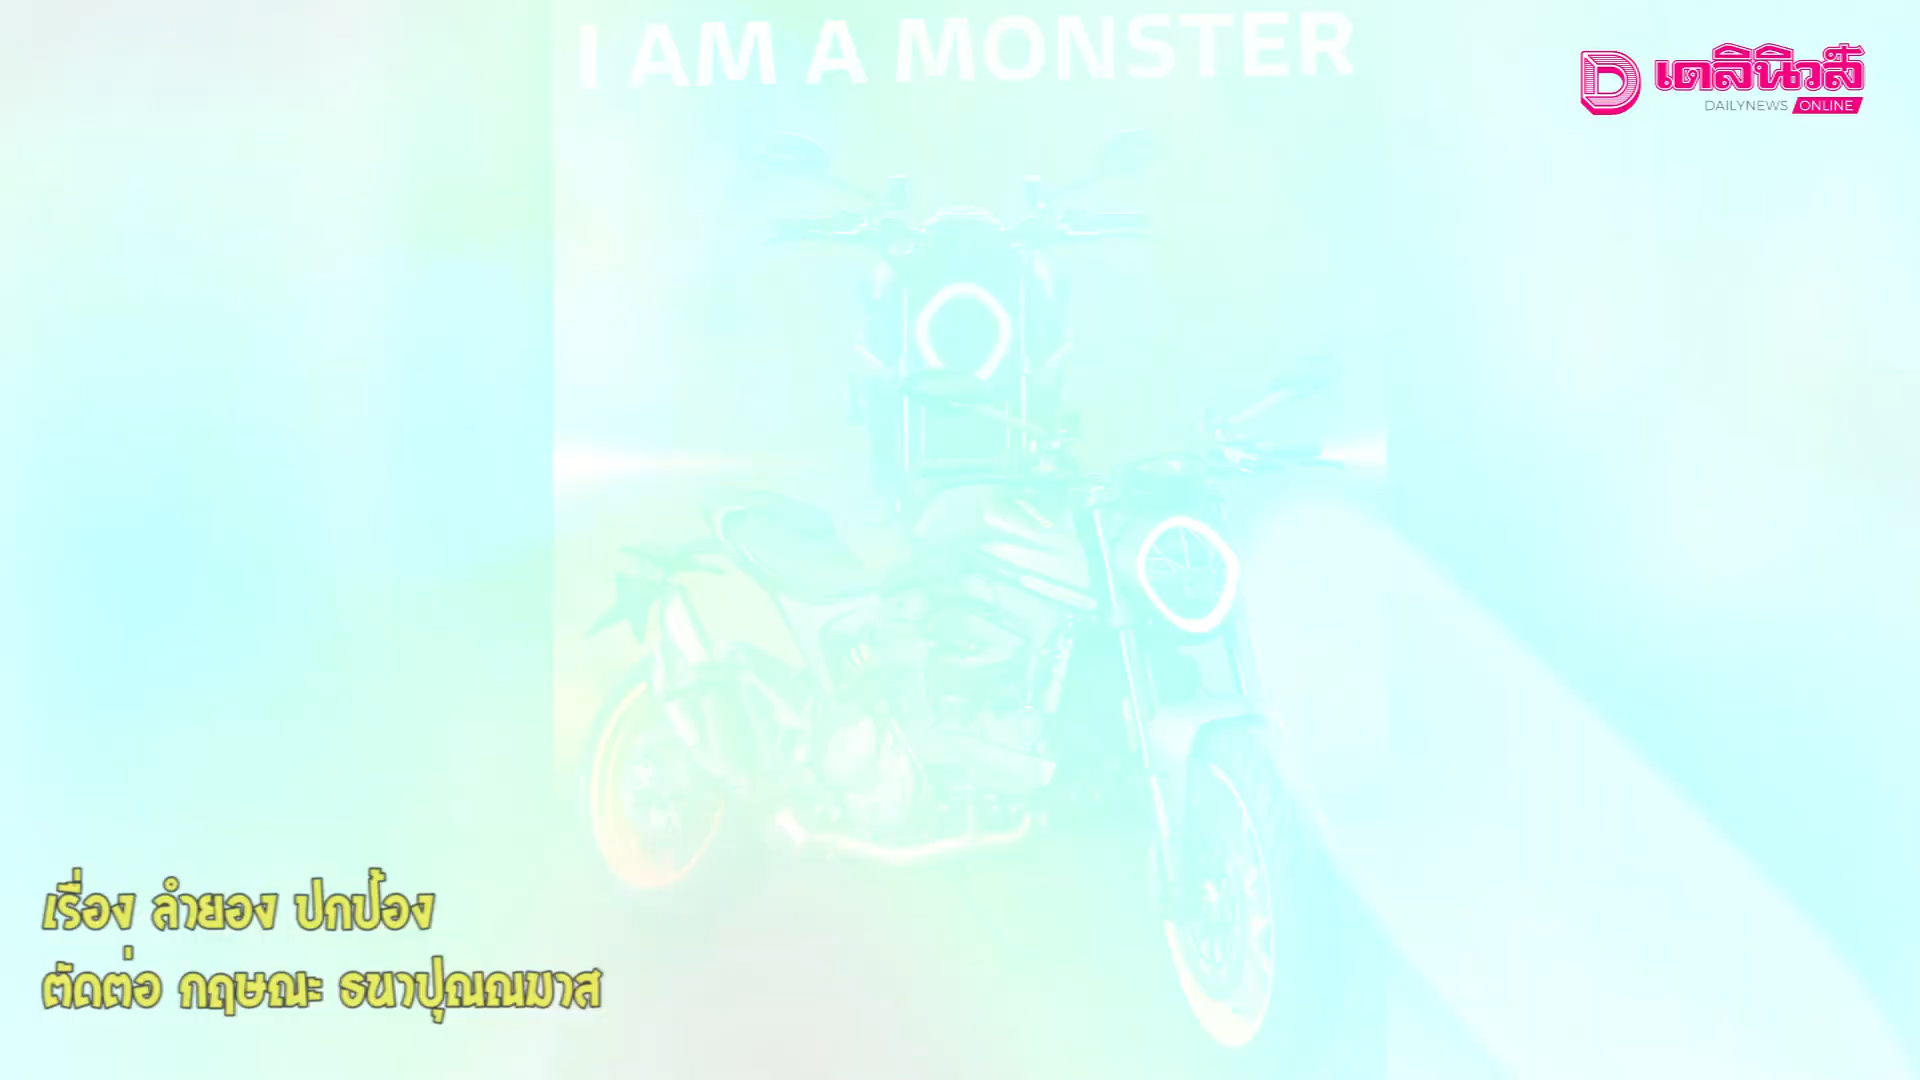 I AM A MONSTER
D เดลินิวส์
DAILYNEWS ONLINE
เรื่อง ลำยอง ปกป้อง
ตัดต่อ กฤษณะ ธนาปุณณมาส